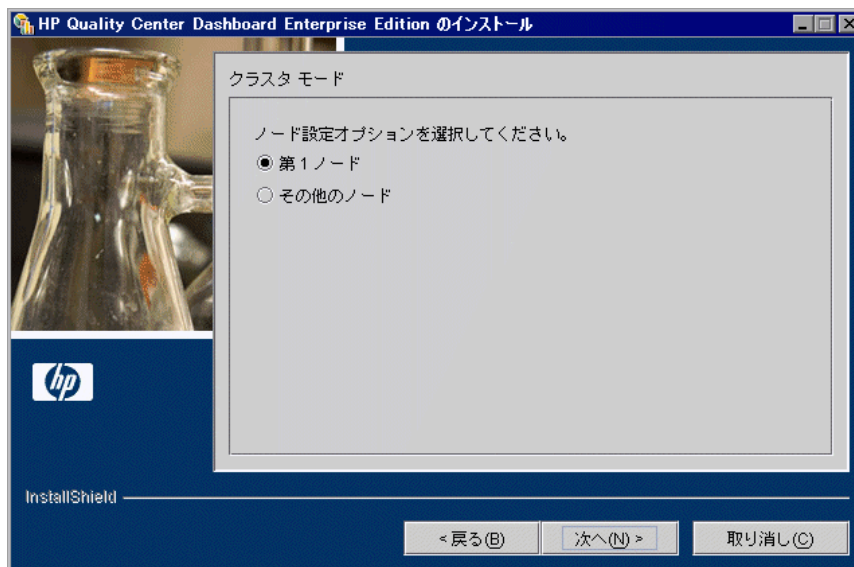 HP Quality Center Dashboard Enterprise Edition のインストール
クラスタ モード
ノード設定オプションを選択してください。
第1ノード
その他のノード
hp
InstallShield
<戻る(B)
次へ(N)>
取り消し(C)